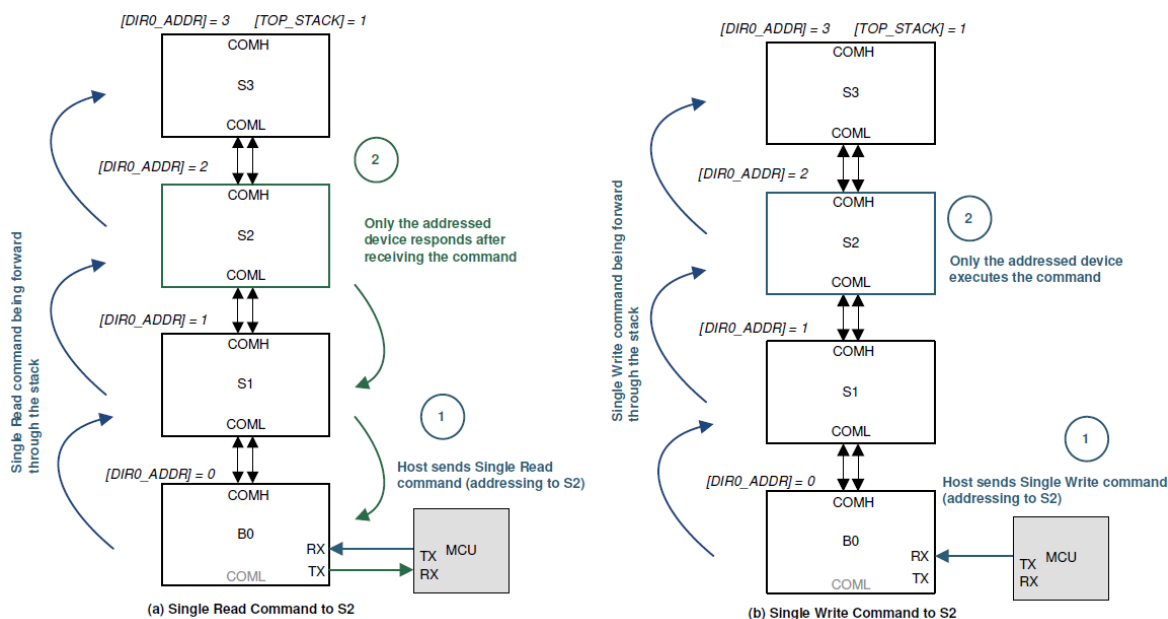 [DIR0_ADDR] = 3 [TOP_STACK] = 1
COMH
S3
COML
[DIR0_ADDR] = 2
2
COMH
S2
COML
Only the addressed
device responds after
receiving the command
[DIR0_ADDR] = 1
COMH
S1
COML
1
[DIR0_ADDR] = 0
Host sends Single Read
command (addressing to S2)
COMH
B0
RX
TX
COML
TX
MCU
RX
Single Read command being forward
through the stack
(a) Single Read Command to S2
[DIR0_ADDR] = 3 [TOP_STACK] = 1
COMH
S3
COML
[DIR0_ADDR] = 2
2
COMH
S2
COML
Only the addressed device
executes the command
[DIR0_ADDR] = 1
COMH
S1
COML
1
[DIR0_ADDR] = 0
Host sends Single Write command
(addressing to S2)
COMH
B0
RX
TX
COML
TX
MCU
RX
Single Write command being forward
through the stack
(b) Single Write Command to S2